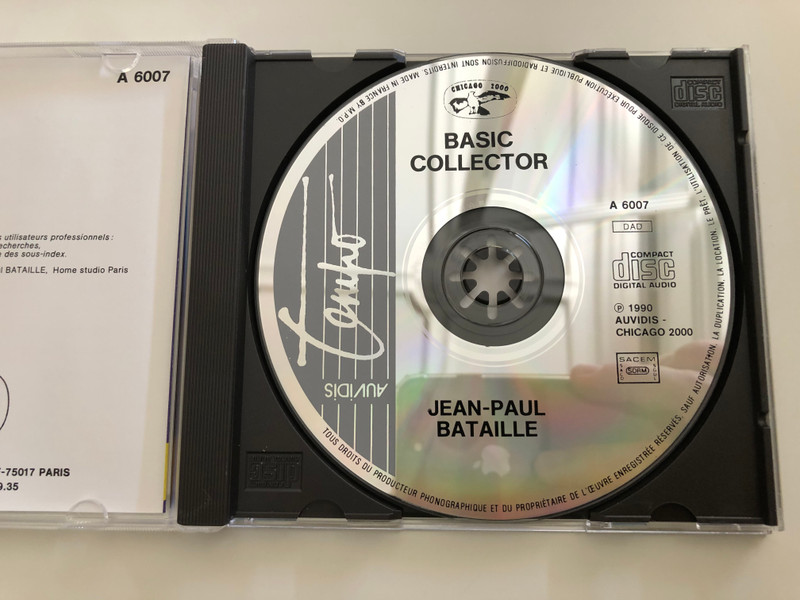 A 6007
s utilisateurs professionnels :
echerches,
des sous-index.
BATAILLE, Home studio Paris
-75017 PARIS
9.35
CHICAGO 2000
BASIC
COLLECTOR
A 6007
DAD
COMPACT
disc
DIGITAL AUDIO
℗ 1990
AUVIDIS -
CHICAGO 2000
SACEM
SDRM
JEAN-PAUL
BATAILLE
Tempo
AUVIDIS
TOUS DROITS DU PRODUCTEUR PHONOGRAPHIQUE ET DU PROPRIÉTAIRE DE L'ŒUVRE ENREGISTRÉE RÉSERVÉS. SAUF AUTORISATION, LA DUPLICATION, LA LOCATION, LE PRÊT, L'UTILISATION DE CE DISQUE POUR EXECUTION PUBLIQUE ET RADIODIFFUSION SONT INTERDITS. MADE IN FRANCE BY M.P.O.
COMPACT
disc
DIGITAL AUDIO